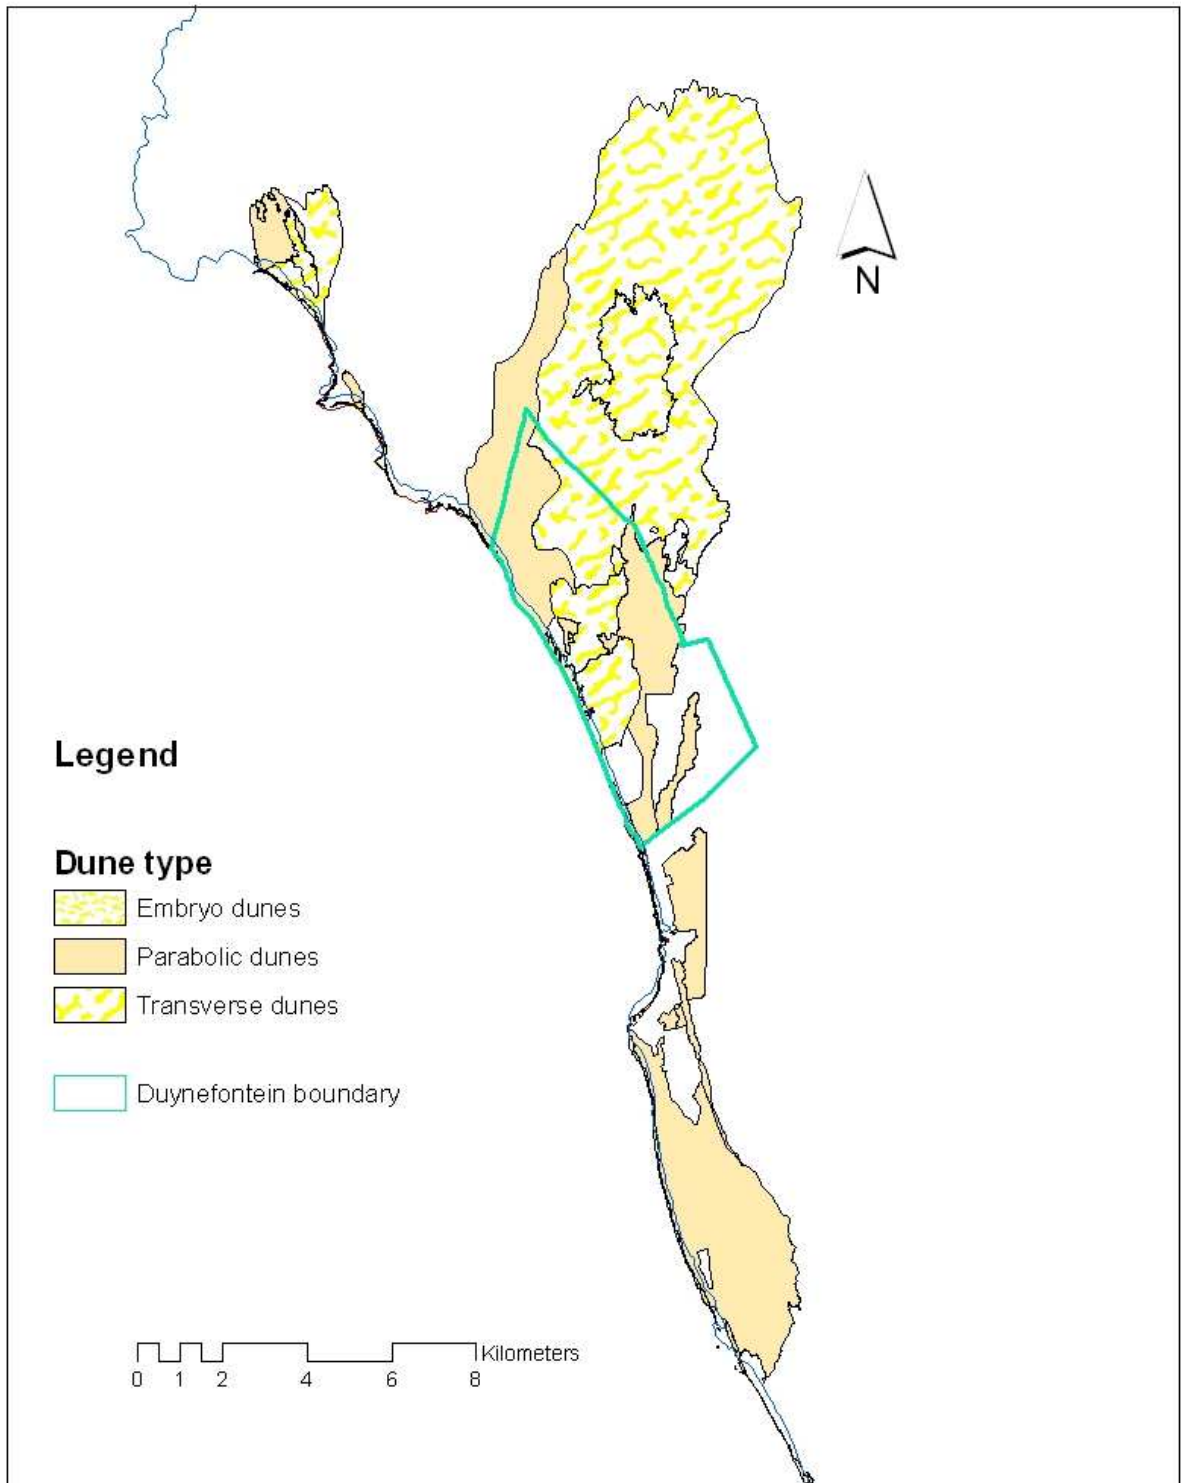 N
Legend
Dune type
Embryo dunes
Parabolic dunes
Transverse dunes
Duynefontein boundary
Kilometers
0 1 2 4 6 8